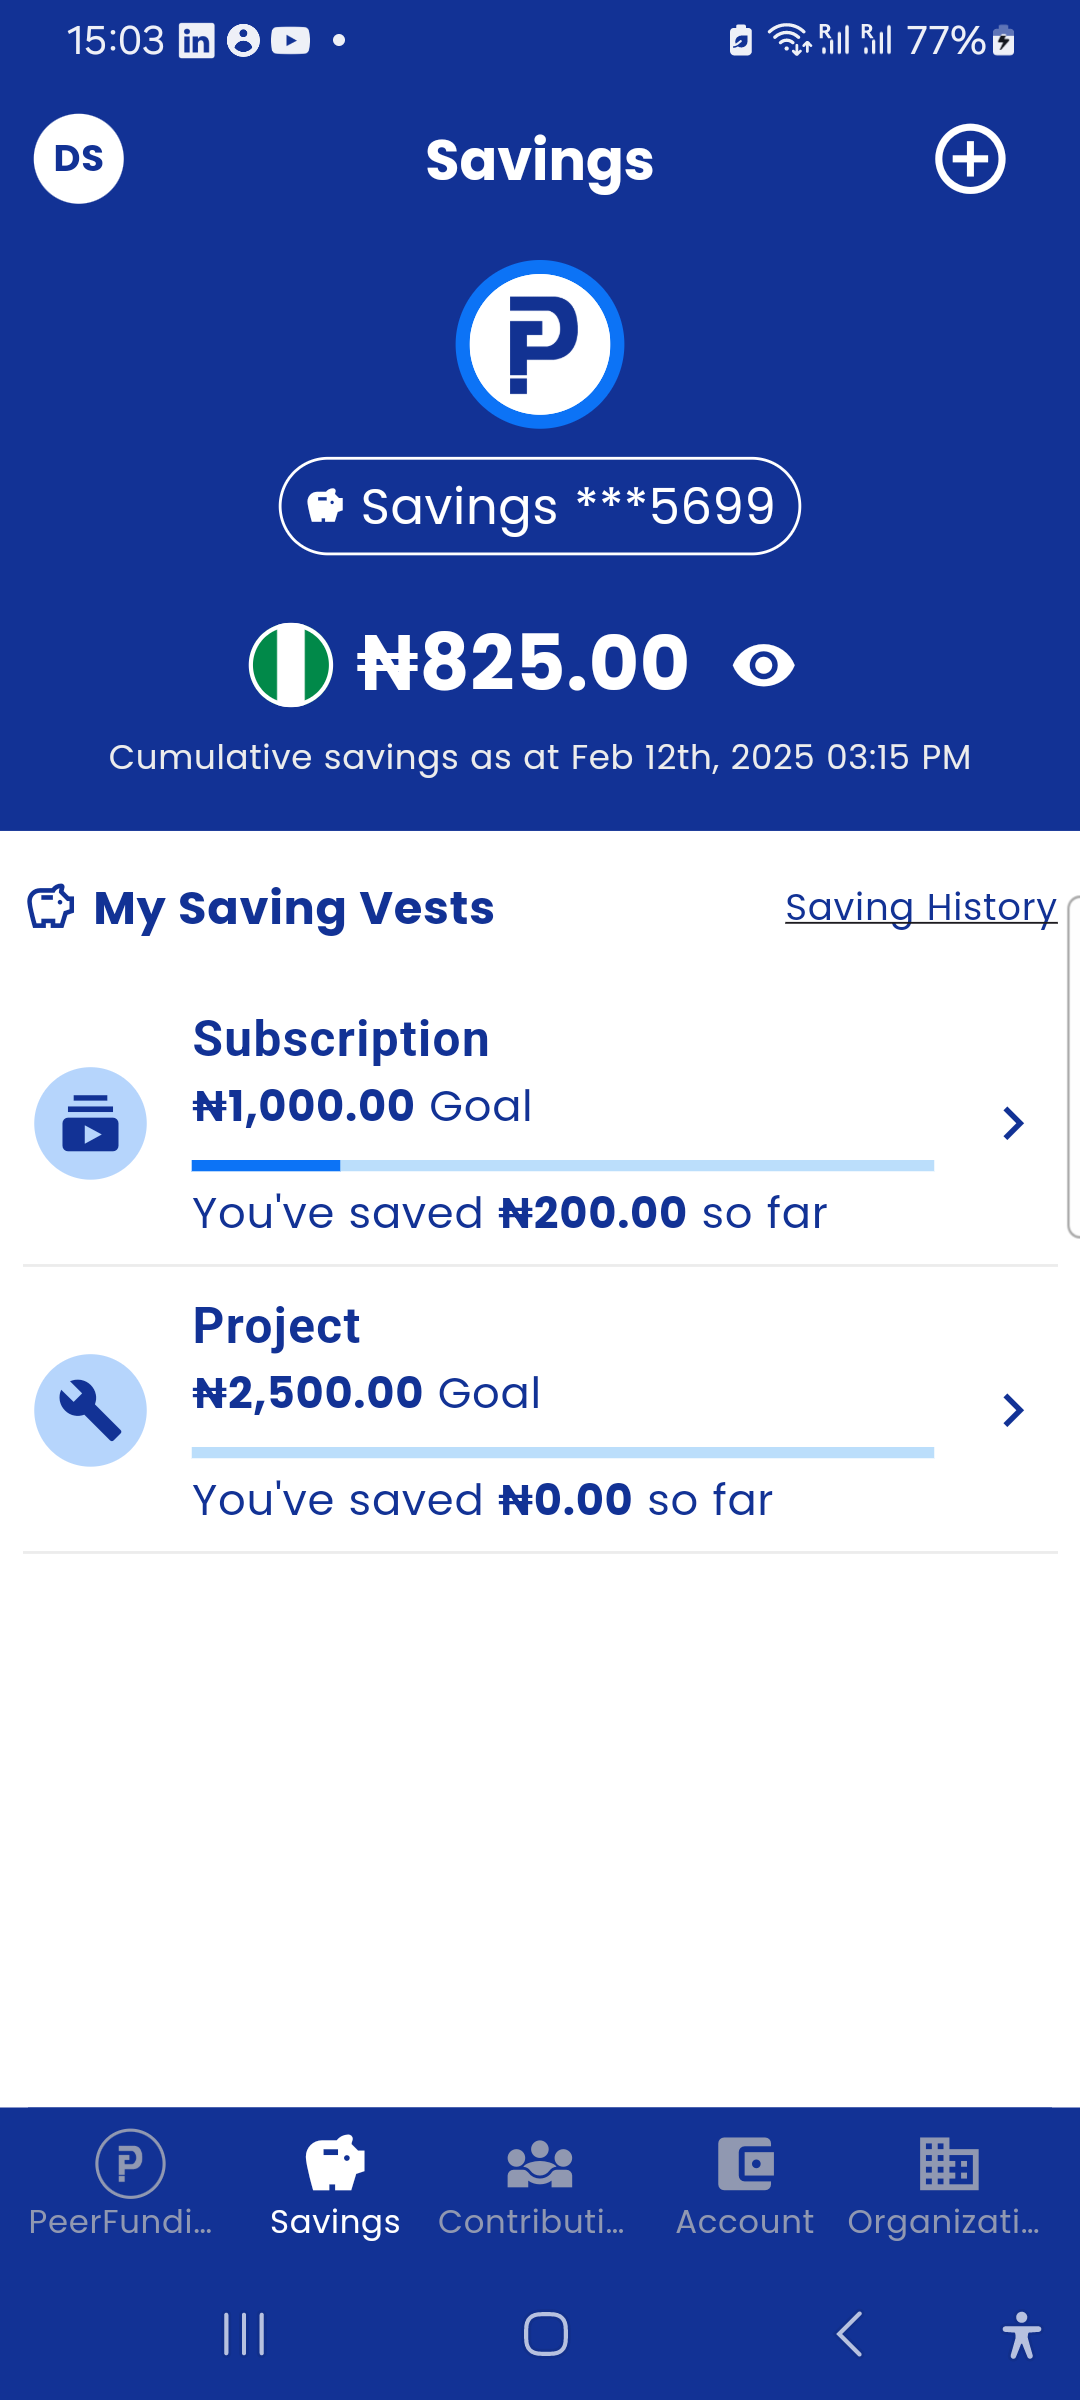 15:03
77%
DS
Savings
Savings ***5699
₦825.00
Cumulative savings as at Feb 12th, 2025 03:15 PM
My Saving Vests
Saving History
Subscription
₦1,000.00 Goal
You've saved ₦200.00 so far
Project
₦2,500.00 Goal
You've saved ₦0.00 so far
PeerFundi... Savings Contributi... Account Organizati...